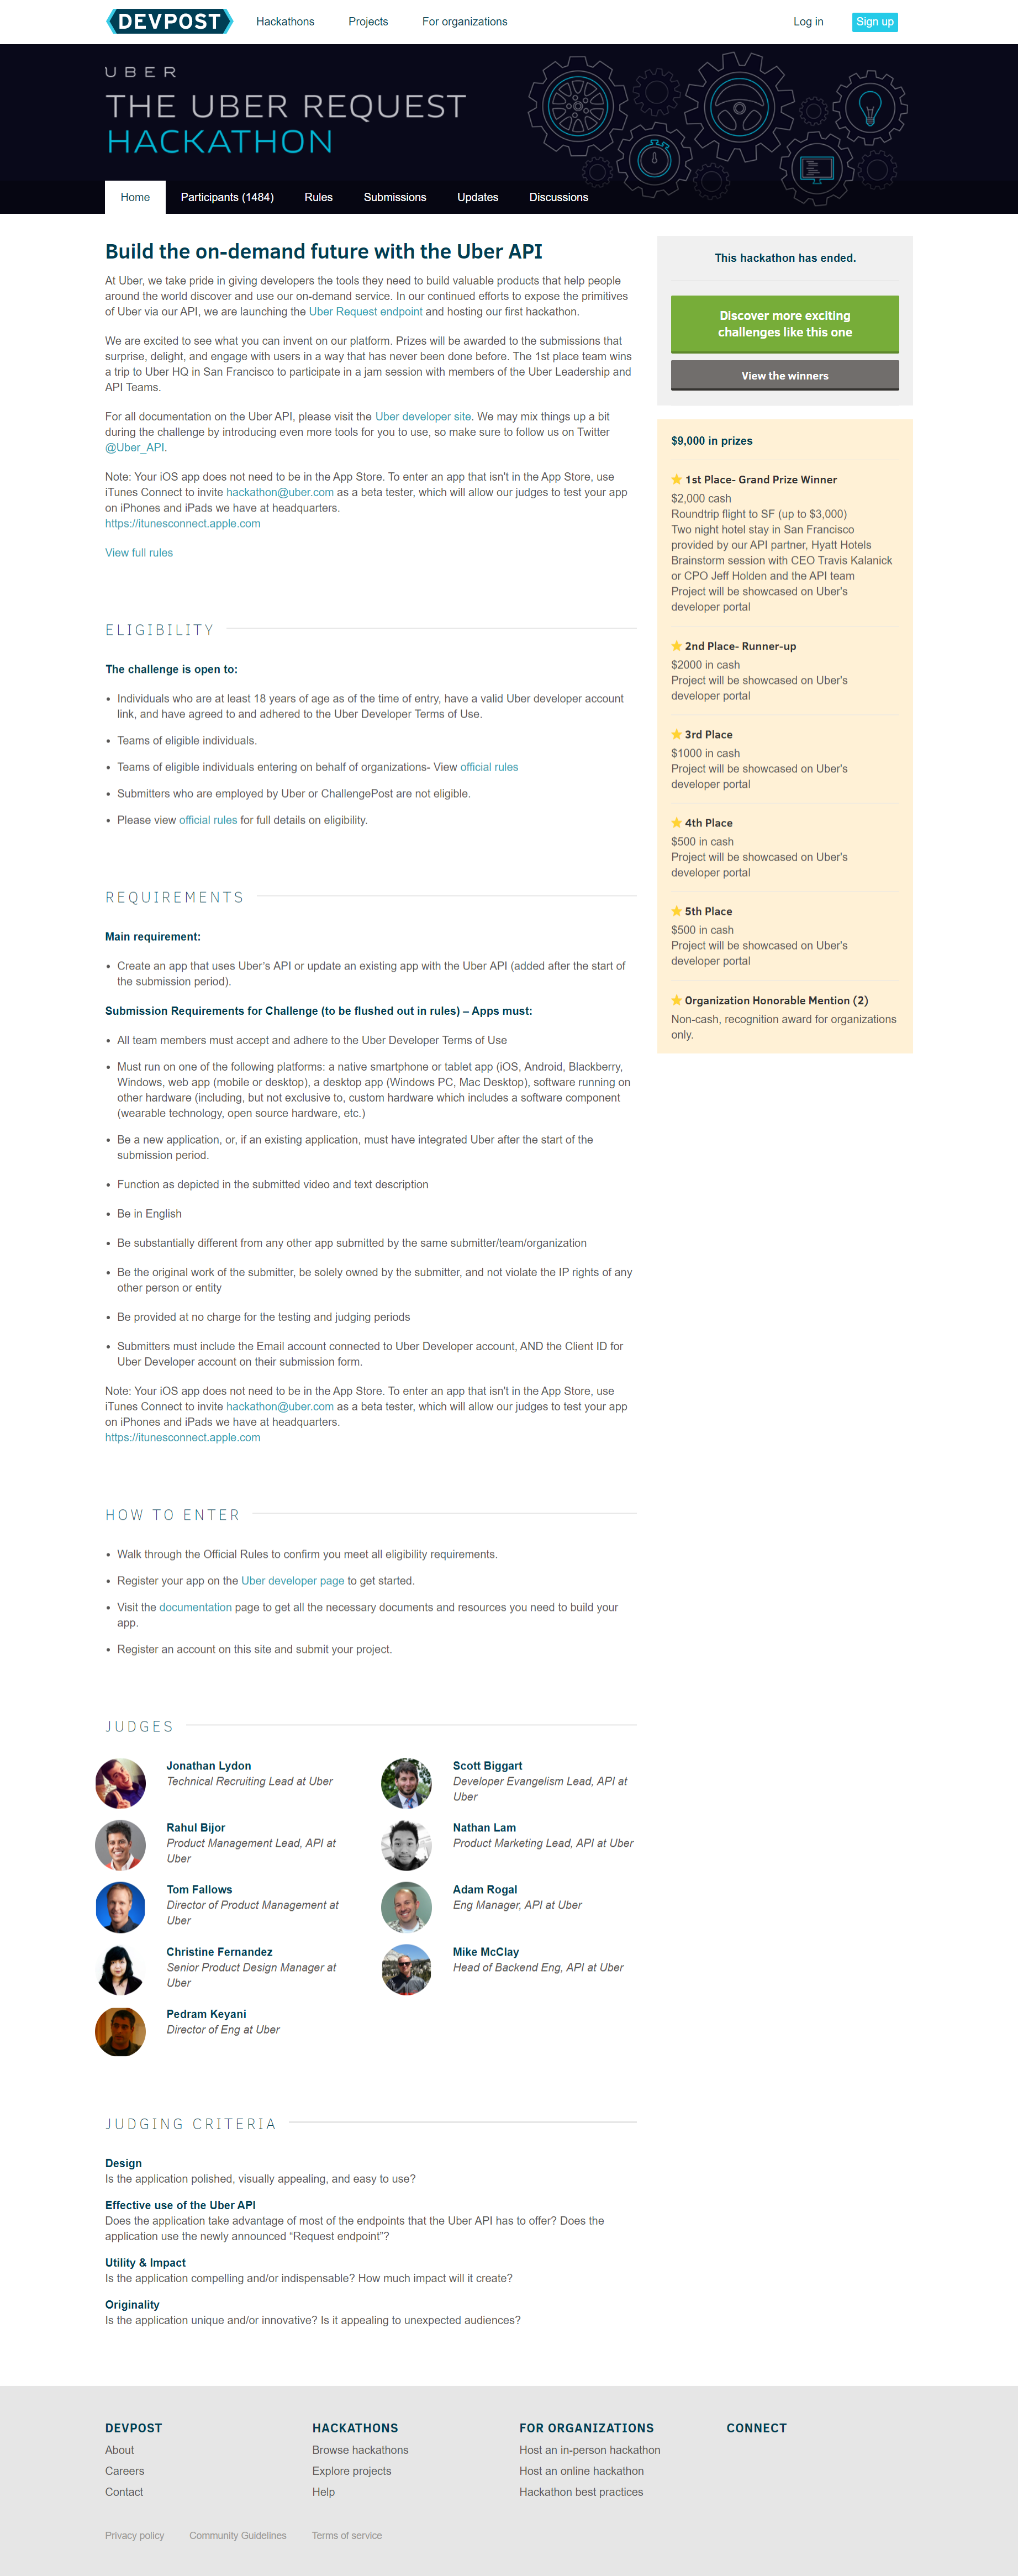 DEVPOST
Hackathons
Projects
For organizations
Log in
Sign up
UBER
THE UBER REQUEST
HACKATHON
Home
Participants (1484)
Rules
Submissions
Updates
Discussions
Build the on-demand future with the Uber API
At Uber, we take pride in giving developers the tools they need to build valuable products that help people
around the world discover and use our on-demand service. In our continued efforts to expose the primitives
of Uber via our API, we are launching the Uber Request endpoint and hosting our first hackathon.
We are excited to see what you can invent on our platform. Prizes will be awarded to the submissions that
surprise, delight, and engage with users in a way that has never been done before. The 1st place team wins
a trip to Uber HQ in San Francisco to participate in a jam session with members of the Uber Leadership and
API Teams.
For all documentation on the Uber API, please visit the Uber developer site. We may mix things up a bit
during the challenge by introducing even more tools for you to use, so make sure to follow us on Twitter
@Uber_API.
Note: Your iOS app does not need to be in the App Store. To enter an app that isn't in the App Store, use
iTunes Connect to invite hackathon@uber.com as a beta tester, which will allow our judges to test your app
on iPhones and iPads we have at headquarters.
https://itunesconnect.apple.com
View full rules
ELIGIBILITY
The challenge is open to:
• Individuals who are at least 18 years of age as of the time of entry, have a valid Uber developer account
link, and have agreed to and adhered to the Uber Developer Terms of Use.
• Teams of eligible individuals.
• Teams of eligible individuals entering on behalf of organizations- View official rules
• Submitters who are employed by Uber or ChallengePost are not eligible.
• Please view official rules for full details on eligibility.
REQUIREMENTS
Main requirement:
• Create an app that uses Uber's API or update an existing app with the Uber API (added after the start of
the submission period).
Submission Requirements for Challenge (to be flushed out in rules) – Apps must:
• All team members must accept and adhere to the Uber Developer Terms of Use
• Must run on one of the following platforms: a native smartphone or tablet app (iOS, Android, Blackberry,
Windows, web app (mobile or desktop), a desktop app (Windows PC, Mac Desktop), software running on
other hardware (including, but not exclusive to, custom hardware which includes a software component
(wearable technology, open source hardware, etc.)
• Be a new application, or, if an existing application, must have integrated Uber after the start of the
submission period.
• Function as depicted in the submitted video and text description
• Be in English
• Be substantially different from any other app submitted by the same submitter/team/organization
• Be the original work of the submitter, be solely owned by the submitter, and not violate the IP rights of any
other person or entity
• Be provided at no charge for the testing and judging periods
• Submitters must include the Email account connected to Uber Developer account, AND the Client ID for
Uber Developer account on their submission form.
Note: Your iOS app does not need to be in the App Store. To enter an app that isn't in the App Store, use
iTunes Connect to invite hackathon@uber.com as a beta tester, which will allow our judges to test your app
on iPhones and iPads we have at headquarters.
https://itunesconnect.apple.com
HOW TO ENTER
• Walk through the Official Rules to confirm you meet all eligibility requirements.
• Register your app on the Uber developer page to get started.
• Visit the documentation page to get all the necessary documents and resources you need to build your
app.
• Register an account on this site and submit your project.
JUDGES
Jonathan Lydon
Technical Recruiting Lead at Uber
Scott Biggart
Developer Evangelism Lead, API at
Uber
Rahul Bijor
Product Management Lead, API at
Uber
Nathan Lam
Product Marketing Lead, API at Uber
Tom Fallows
Director of Product Management at
Uber
Adam Rogal
Eng Manager, API at Uber
Christine Fernandez
Senior Product Design Manager at
Uber
Mike McClay
Head of Backend Eng, API at Uber
Pedram Keyani
Director of Eng at Uber
JUDGING CRITERIA
Design
Is the application polished, visually appealing, and easy to use?
Effective use of the Uber API
Does the application take advantage of most of the endpoints that the Uber API has to offer? Does the
application use the newly announced “Request endpoint”?
Utility & Impact
Is the application compelling and/or indispensable? How much impact will it create?
Originality
Is the application unique and/or innovative? Is it appealing to unexpected audiences?
This hackathon has ended.
Discover more exciting
challenges like this one
View the winners
$9,000 in prizes
1st Place- Grand Prize Winner
$2,000 cash
Roundtrip flight to SF (up to $3,000)
Two night hotel stay in San Francisco
provided by our API partner, Hyatt Hotels
Brainstorm session with CEO Travis Kalanick
or CPO Jeff Holden and the API team
Project will be showcased on Uber's
developer portal
2nd Place- Runner-up
$2000 in cash
Project will be showcased on Uber's
developer portal
3rd Place
$1000 in cash
Project will be showcased on Uber's
developer portal
4th Place
$500 in cash
Project will be showcased on Uber's
developer portal
5th Place
$500 in cash
Project will be showcased on Uber's
developer portal
Organization Honorable Mention (2)
Non-cash, recognition award for organizations
only.
DEVPOST
About
Careers
Contact
HACKATHONS
Browse hackathons
Explore projects
Help
FOR ORGANIZATIONS
Host an in-person hackathon
Host an online hackathon
Hackathon best practices
CONNECT
Privacy policy
Community Guidelines
Terms of service